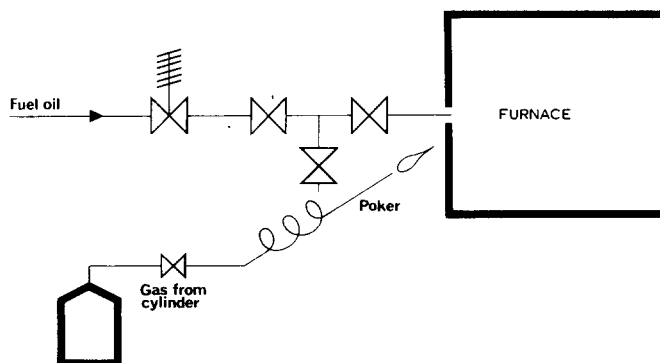 Fuel oil
FURNACE
Poker
Gas from
cylinder